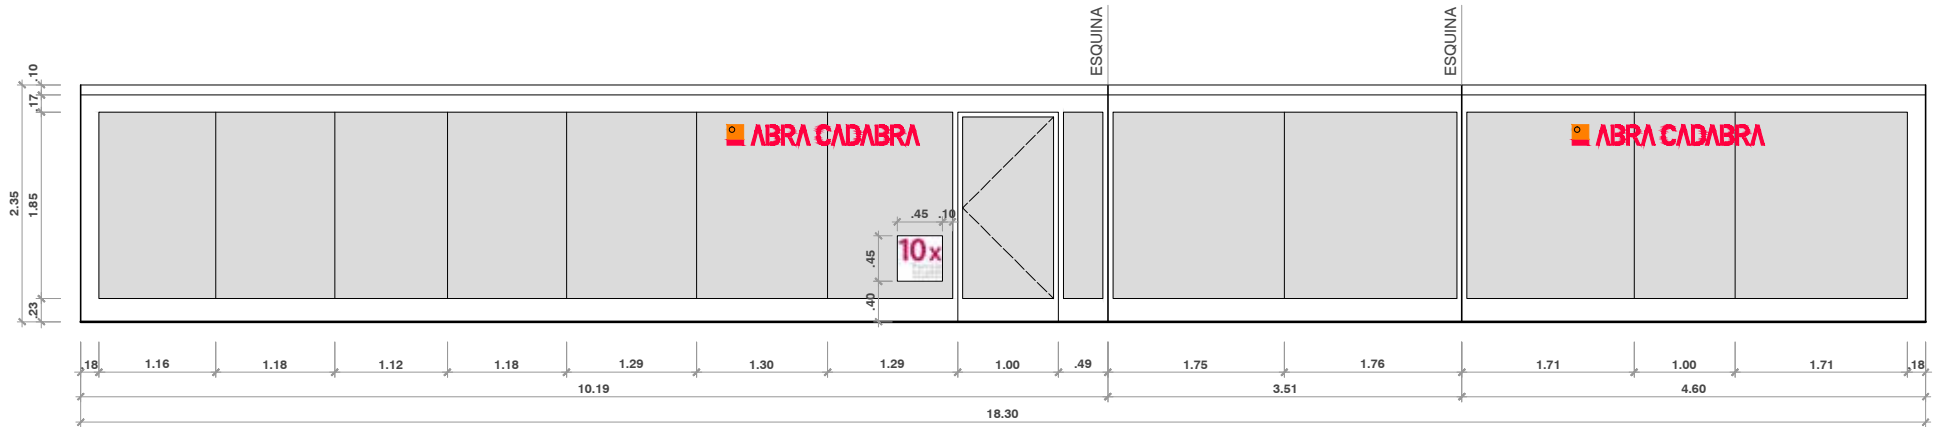 ESQUINA
ESQUINA
.10
.17
1.85
.23
2.35
ABRA CADABRA
ABRA CADABRA
.45 .10
.45
.40
10x
.18 1.16 1.18 1.12 1.18 1.29 1.30 1.29 1.00 .49 1.75 1.76 1.71 1.00 1.71 .18
10.19 3.51 4.60
18.30